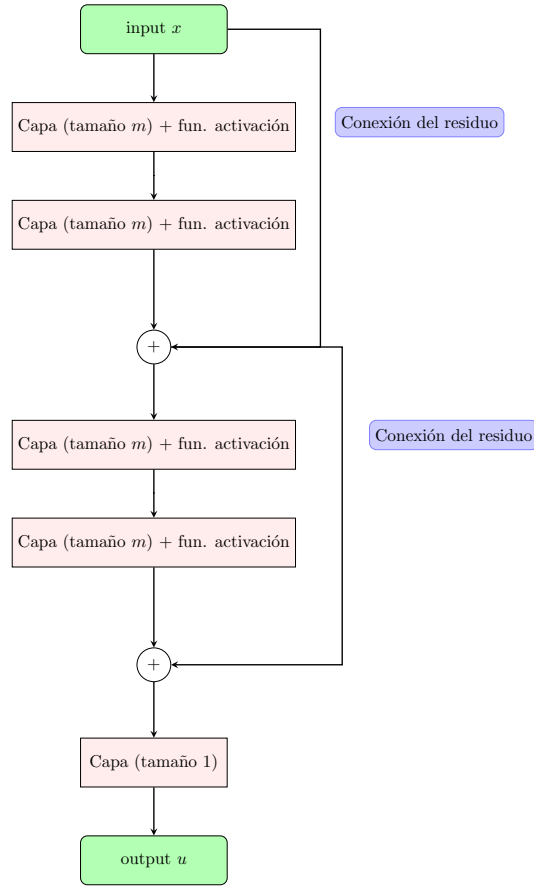 input x
Capa (tamaño m) + fun. activación
Conexión del residuo
Capa (tamaño m) + fun. activación
+
Capa (tamaño m) + fun. activación
Conexión del residuo
Capa (tamaño m) + fun. activación
+
Capa (tamaño 1)
output u